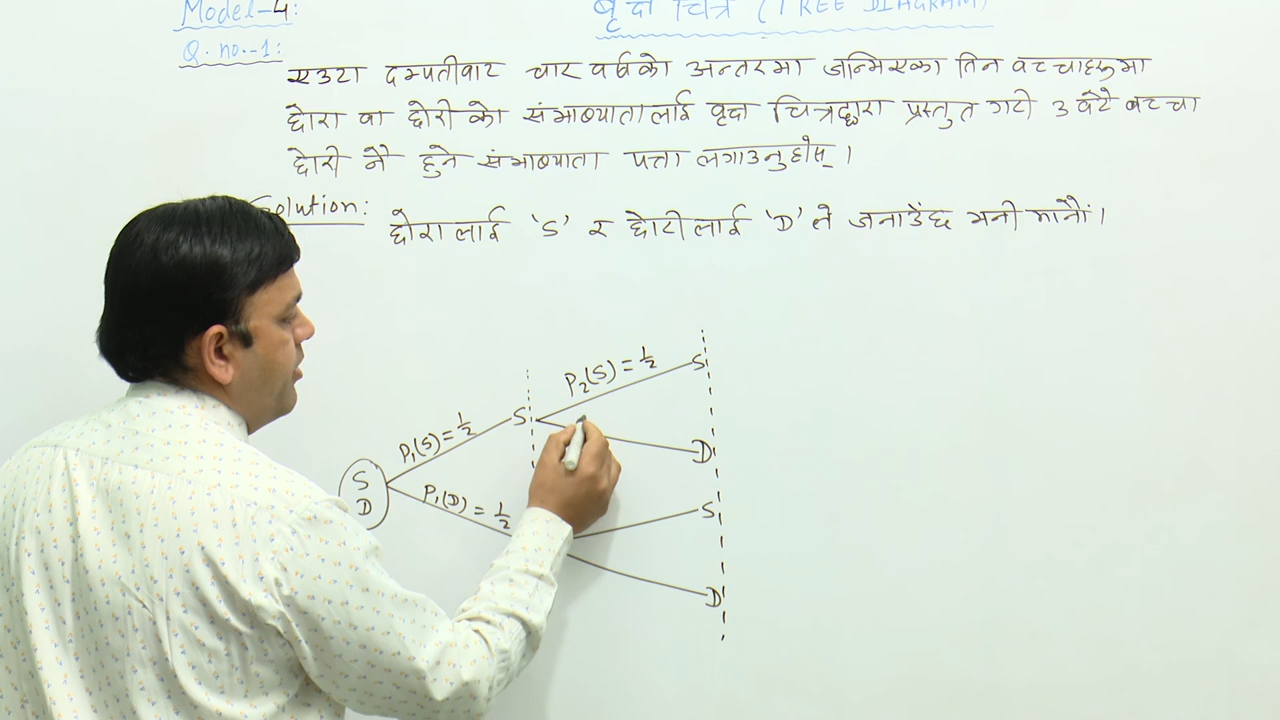 Model-4:
वृक्ष चित्र (TREE DIAGRAM)
Q. no.-1:
एउटा दम्पतीबाट चार वर्षको अन्तरमा जन्मिएका तिन बच्चाहरूमा
छोरा वा छोरी को संभाव्यतालाई वृक्ष चित्रद्धारा प्रस्तुत गरी 3 वटै बच्चा
छोरी नै हुने संभाव्यता पत्ता लगाउनुहोस् ।
Solution:
छोरालाई 'S' र छोरीलाई 'D' ले जनाउँछ भनी मानौं ।
P₂(S) = 1/2
S
P₁(S) = 1/2
S
D
S
D
P₁(D) = 1/2
S
D